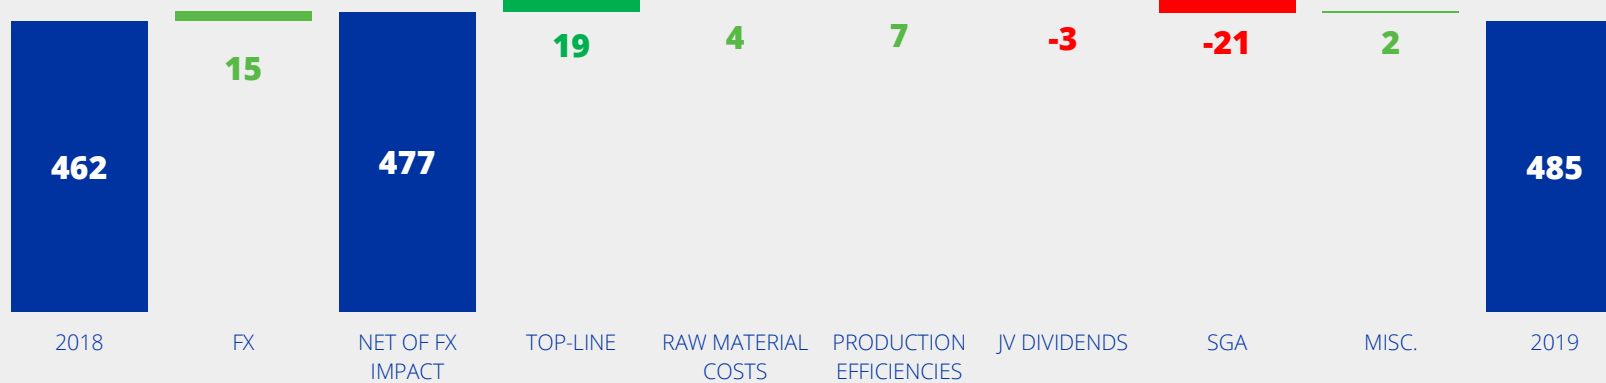 462
15
477
19
4
7
-3
-21
2
485
2018
FX
NET OF FX
IMPACT
TOP-LINE
RAW MATERIAL
COSTS
PRODUCTION
EFFICIENCIES
JV DIVIDENDS
SGA
MISC.
2019